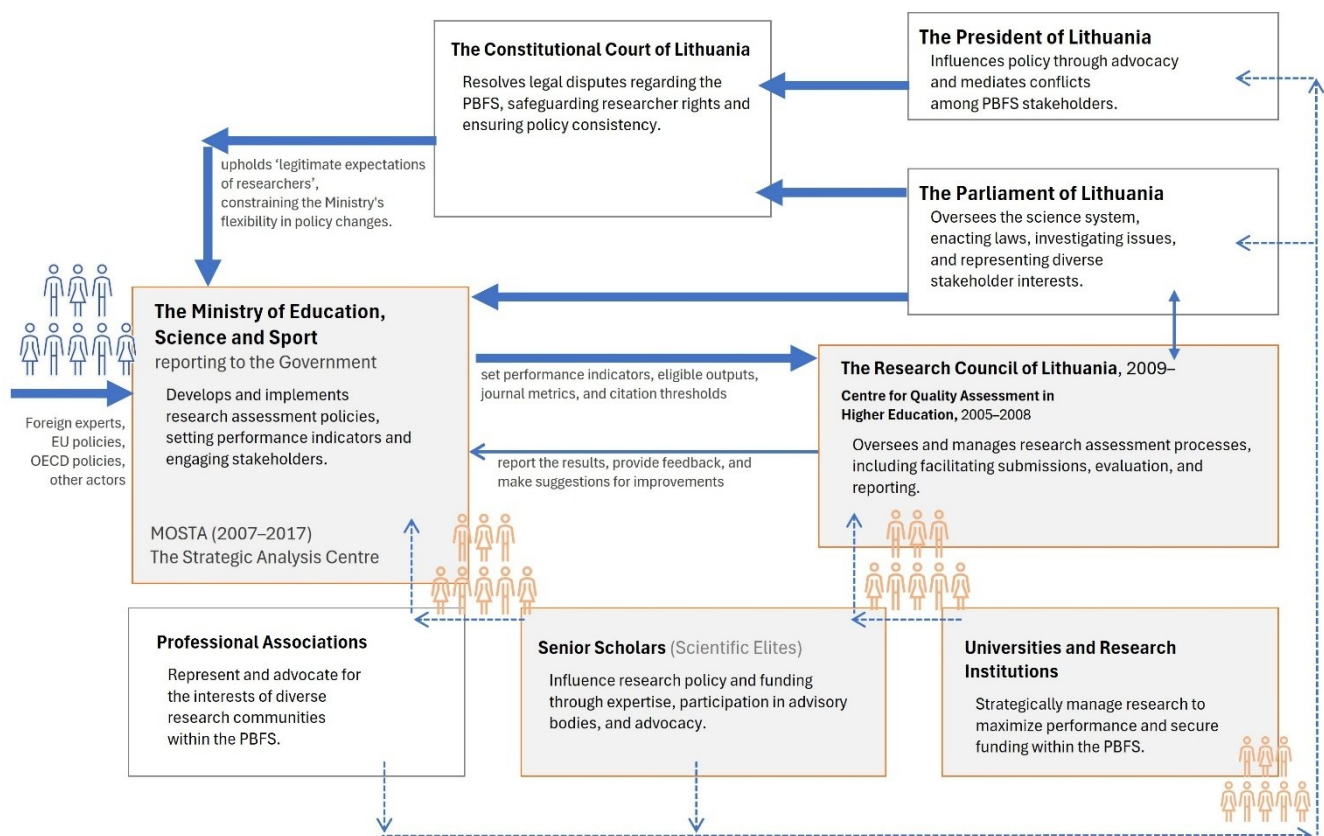 The Constitutional Court of Lithuania
Resolves legal disputes regarding the
PBFS, safeguarding researcher rights and
ensuring policy consistency.
The President of Lithuania
Influences policy through advocacy
and mediates conflicts
among PBFS stakeholders.
upholds ‘legitimate expectations
of researchers’,
constraining the Ministry's
flexibility in policy changes.
The Parliament of Lithuania
Oversees the science system,
enacting laws, investigating issues,
and representing diverse
stakeholder interests.
The Ministry of Education,
Science and Sport
reporting to the Government
Develops and implements
research assessment policies,
setting performance indicators and
engaging stakeholders.
MOSTA (2007–2017)
The Strategic Analysis Centre
Foreign experts,
EU policies,
OECD policies,
other actors
set performance indicators, eligible outputs,
journal metrics, and citation thresholds
report the results, provide feedback, and
make suggestions for improvements
The Research Council of Lithuania, 2009–
Centre for Quality Assessment in
Higher Education, 2005–2008
Oversees and manages research assessment processes,
including facilitating submissions, evaluation, and
reporting.
Professional Associations
Represent and advocate for
the interests of diverse
research communities
within the PBFS.
Senior Scholars (Scientific Elites)
Influence research policy and funding
through expertise, participation in advisory
bodies, and advocacy.
Universities and Research
Institutions
Strategically manage research to
maximize performance and secure
funding within the PBFS.